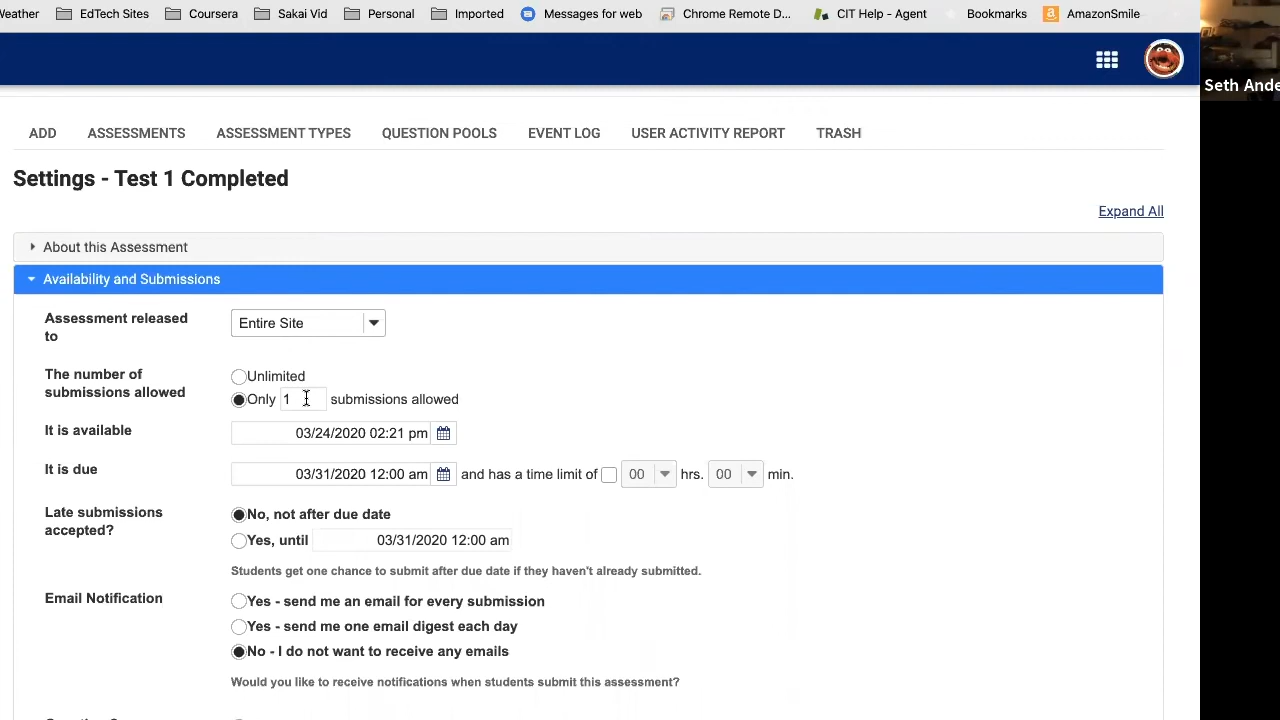 Weather EdTech Sites Coursera Sakai Vid Personal Imported Messages for web Chrome Remote D... CIT Help - Agent Bookmarks AmazonSmile
Seth Ande
ADD ASSESSMENTS ASSESSMENT TYPES QUESTION POOLS EVENT LOG USER ACTIVITY REPORT TRASH
Settings - Test 1 Completed
Expand All
About this Assessment
Availability and Submissions
Assessment released
to
Entire Site
The number of
submissions allowed
Unlimited
Only 1 submissions allowed
It is available
03/24/2020 02:21 pm
It is due
03/31/2020 12:00 am and has a time limit of 00 hrs. 00 min.
Late submissions
accepted?
No, not after due date
Yes, until 03/31/2020 12:00 am
Students get one chance to submit after due date if they haven't already submitted.
Email Notification
Yes - send me an email for every submission
Yes - send me one email digest each day
No - I do not want to receive any emails
Would you like to receive notifications when students submit this assessment?